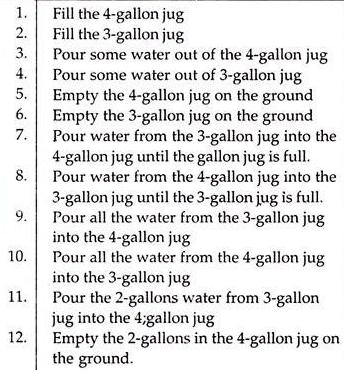 1. Fill the 4-gallon jug
2. Fill the 3-gallon jug
3. Pour some water out of the 4-gallon jug
4. Pour some water out of 3-gallon jug
5. Empty the 4-gallon jug on the ground
6. Empty the 3-gallon jug on the ground
7. Pour water from the 3-gallon jug into the
4-gallon jug until the gallon jug is full.
8. Pour water from the 4-gallon jug into the
3-gallon jug until the 3-gallon jug is full.
9. Pour all the water from the 3-gallon jug
into the 4-gallon jug
10. Pour all the water from the 4-gallon jug
into the 3-gallon jug
11. Pour the 2-gallons water from 3-gallon
jug into the 4;gallon jug
12. Empty the 2-gallons in the 4-gallon jug on
the ground.